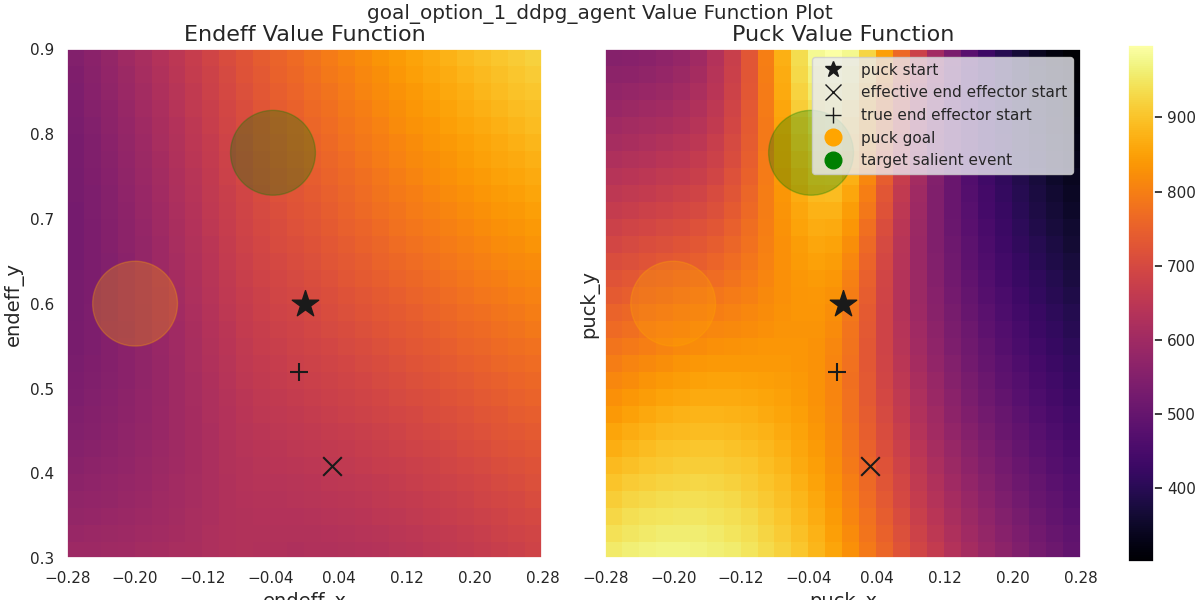 goal_option_1_ddpg_agent Value Function Plot
Endeff Value Function
Puck Value Function
puck start
effective end effector start
true end effector start
puck goal
target salient event
0.9
0.8
0.7
0.6
0.5
0.4
0.3
endeff_y
−0.28 −0.20 −0.12 −0.04 0.04 0.12 0.20 0.28
endeff_x
puck_y
−0.28 −0.20 −0.12 −0.04 0.04 0.12 0.20 0.28
puck_x
900
800
700
600
500
400